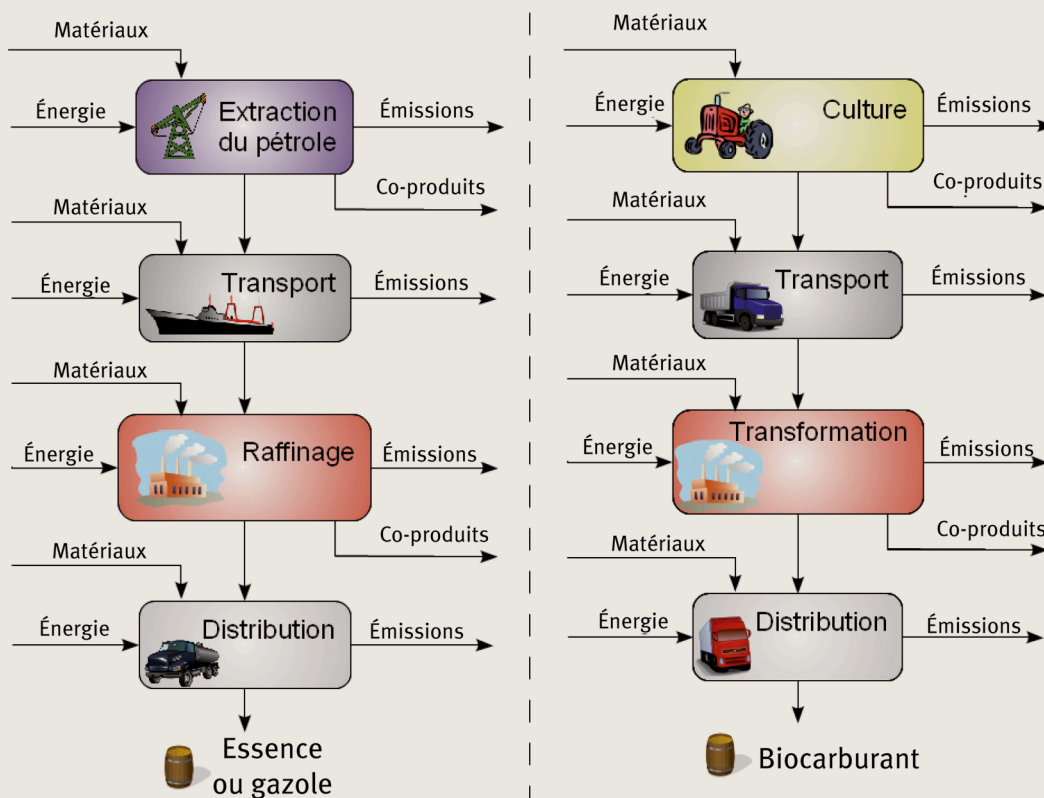 Matériaux
Énergie
Extraction
du pétrole
Émissions
Co-produits
Matériaux
Énergie
Transport
Émissions
Matériaux
Énergie
Raffinage
Émissions
Co-produits
Matériaux
Énergie
Distribution
Émissions
Essence
ou gazole
Matériaux
Énergie
Culture
Émissions
Co-produits
Matériaux
Énergie
Transport
Émissions
Matériaux
Énergie
Transformation
Émissions
Co-produits
Matériaux
Énergie
Distribution
Émissions
Biocarburant